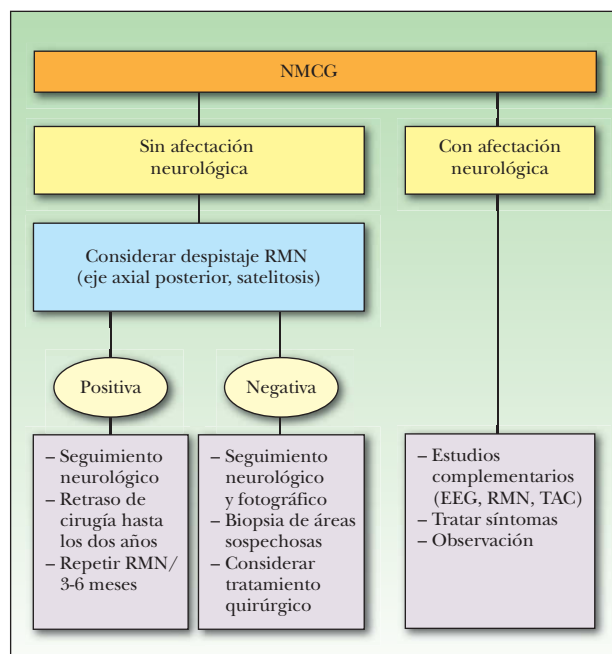 NMCG
Sin afectación
neurológica
Con afectación
neurológica
Considerar despistaje RMN
(eje axial posterior, satelitosis)
Positiva
Negativa
– Seguimiento
neurológico
– Retraso de
cirugía hasta
los dos años
– Repetir RMN/
3-6 meses
– Seguimiento
neurológico
y fotográfico
– Biopsia de áreas
sospechosas
– Considerar
tratamiento
quirúrgico
– Estudios
complementarios
(EEG, RMN, TAC)
– Tratar síntomas
– Observación